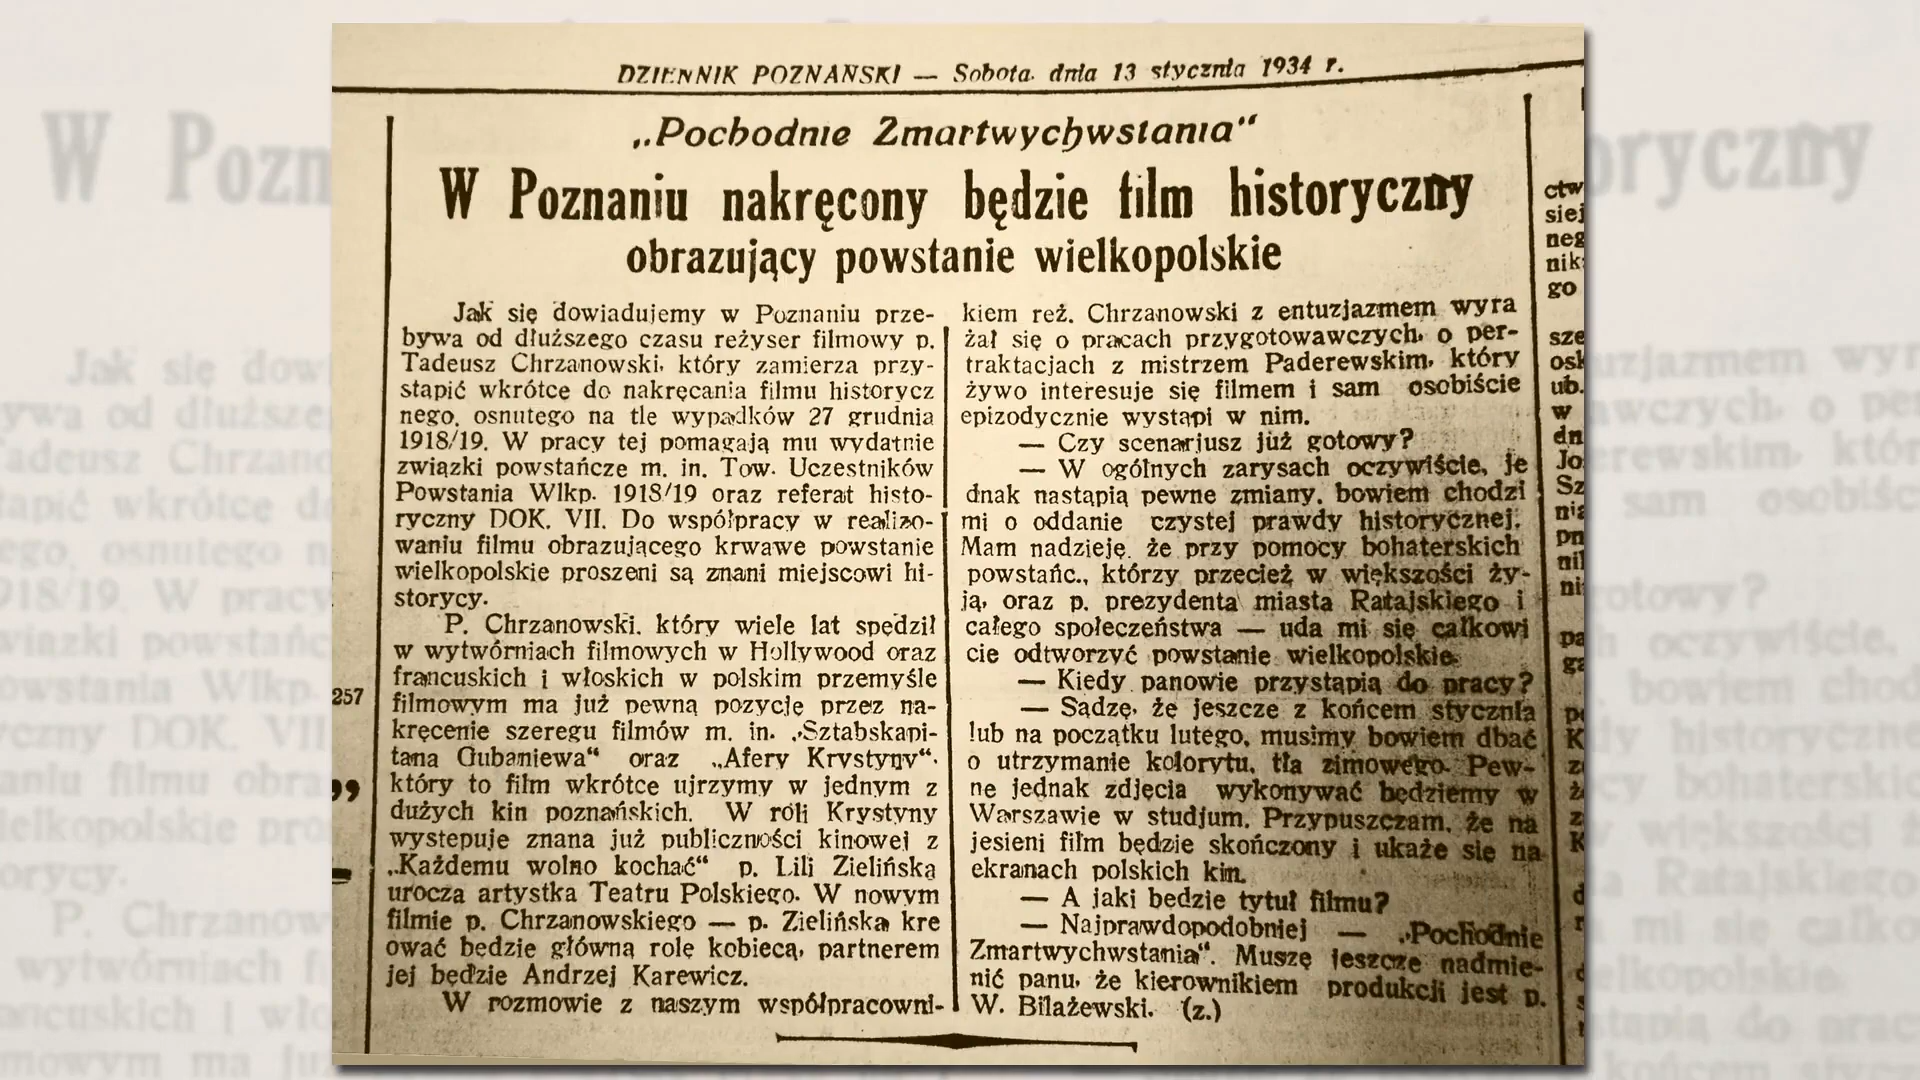 DZIENNIK POZNAŃSKI — Sobota, dnia 13 stycznia 1934 r.
„Pochodnie Zmartwychwstania“
W Poznaniu nakręcony będzie film historyczny
obrazujący powstanie wielkopolskie
Jak się dowiadujemy w Poznaniu prze-
bywa od dłuższego czasu reżyser filmowy p.
Tadeusz Chrzanowski, który zamierza przy-
stąpić wkrótce do nakręcania filmu historycz
nego, osnutego na tle wypadków 27 grudnia
1918/19. W pracy tej pomagają mu wydatnie
związki powstańcze m. in. Tow. Uczestników
Powstania Wlkp. 1918/19 oraz referat histo-
ryczny DOK. VII. Do współpracy w realizo-
waniu filmu obrazującego krwawe powstanie
wielkopolskie proszeni są znani miejscowi hi-
storycy.
P. Chrzanowski, który wiele lat spędził
w wytwórniach filmowych w Hollywood oraz
francuskich i włoskich w polskim przemyśle
filmowym ma już pewną pozycję przez na-
kręcenie szeregu filmów m. in. „Sztabskapi-
tana Gubaniewa“ oraz „Afery Krystyny“,
który to film wkrótce ujrzymy w jednym z
dużych kin poznańskich. W roli Krystyny
występuje znana już publiczności kinowej z
„Każdemu wolno kochać“ p. Lili Zielińska
urocza artystka Teatru Polskiego. W nowym
filmie p. Chrzanowskiego — p. Zielińska kre
ować będzie główną rolę kobiecą, partnerem
jej będzie Andrzej Karewicz.
W rozmowie z naszym współpracowni-
kiem reż. Chrzanowski z entuzjazmem wyra
żał się o pracach przygotowawczych, o per-
traktacjach z mistrzem Paderewskim, który
żywo interesuje się filmem i sam osobiście
epizodycznie wystąpi w nim.
— Czy scenarjusz już gotowy?
— W ogólnych zarysach oczywiście, je
dnak nastąpią pewne zmiany, bowiem chodzi
mi o oddanie czystej prawdy historycznej.
Mam nadzieję, że przy pomocy bohaterskich
powstańc., którzy przecież w większości ży-
ją, oraz p. prezydenta miasta Ratajskiego i
całego społeczeństwa — uda mi się całkowi
cie odtworzyć powstanie wielkopolskie.
— Kiedy panowie przystąpią do pracy?
— Sądzę, że jeszcze z końcem stycznia
lub na początku lutego, musimy bowiem dbać
o utrzymanie kolorytu, tła zimowego. Pew-
ne jednak zdjęcia wykonywać będziemy w
Warszawie w studjum. Przypuszczam, że na
jesieni film będzie skończony i ukaże się na
ekranach polskich kin.
— A jaki będzie tytuł filmu?
— Najprawdopodobniej — „Pochodnie
Zmartwychwstania“. Muszę jeszcze nadmie-
nić panu, że kierownikiem produkcji jest p.
W. Bilażewski. (z.)
257